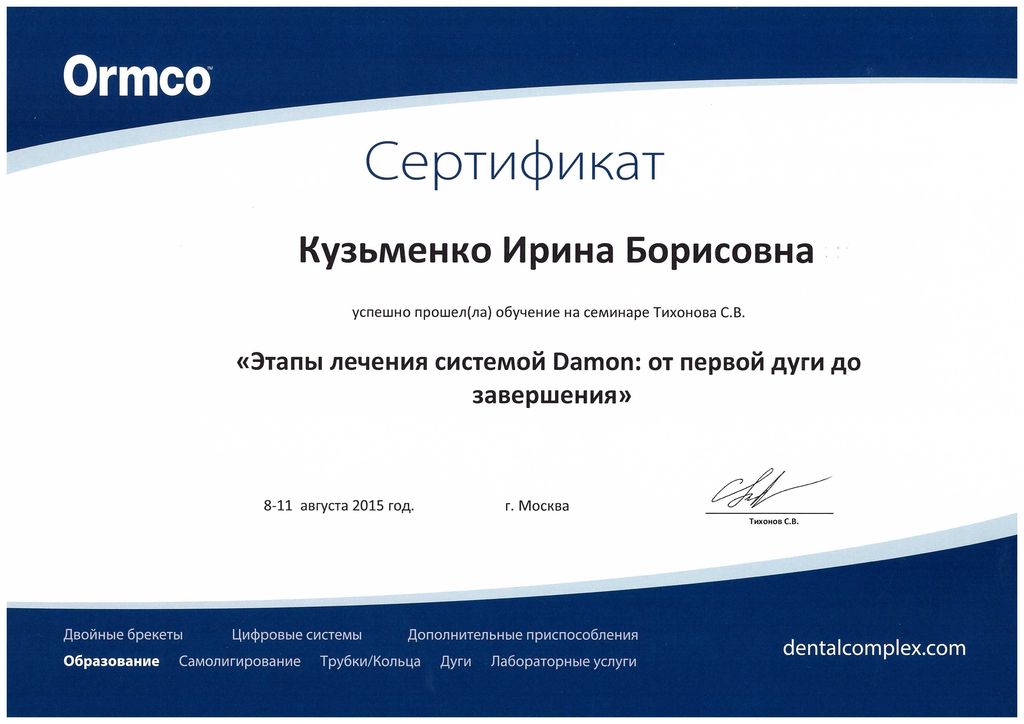 Ormco™
Сертификат
Кузьменко Ирина Борисовна
успешно прошел(ла) обучение на семинаре Тихонова С.В.
«Этапы лечения системой Damon: от первой дуги до
завершения»
8-11 августа 2015 год. г. Москва
Тихонов С.В.
Двойные брекеты Цифровые системы Дополнительные приспособления
Образование Самолигирование Трубки/Кольца Дуги Лабораторные услуги
dentalcomplex.com